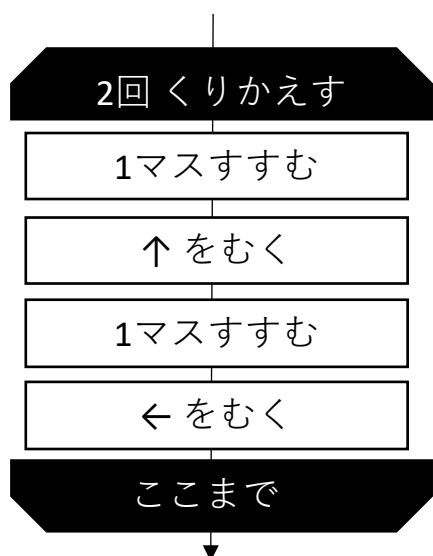 2回 くりかえす
1マスすすむ
↑ をむく
1マスすすむ
← をむく
ここまで